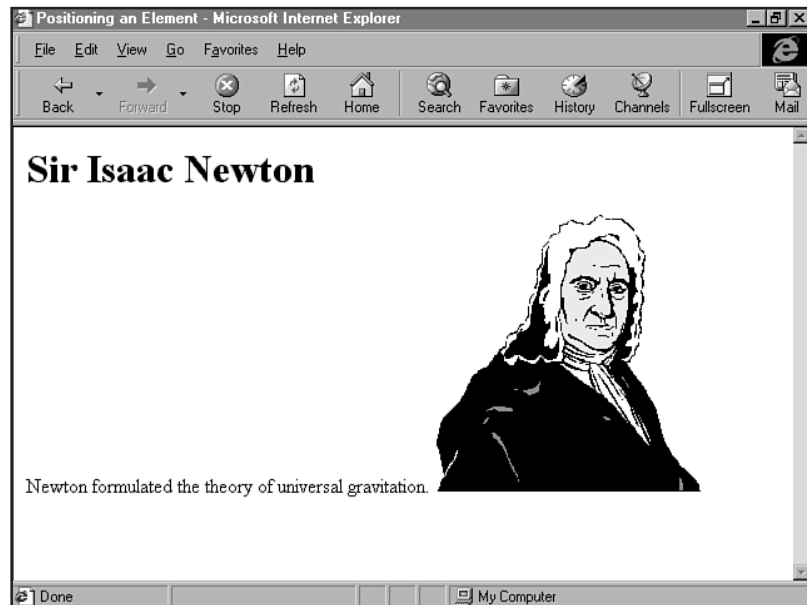 Positioning an Element - Microsoft Internet Explorer
File Edit View Go Favorites Help
Back Forward Stop Refresh Home Search Favorites History Channels Fullscreen Mail
Sir Isaac Newton
Newton formulated the theory of universal gravitation.
Done My Computer